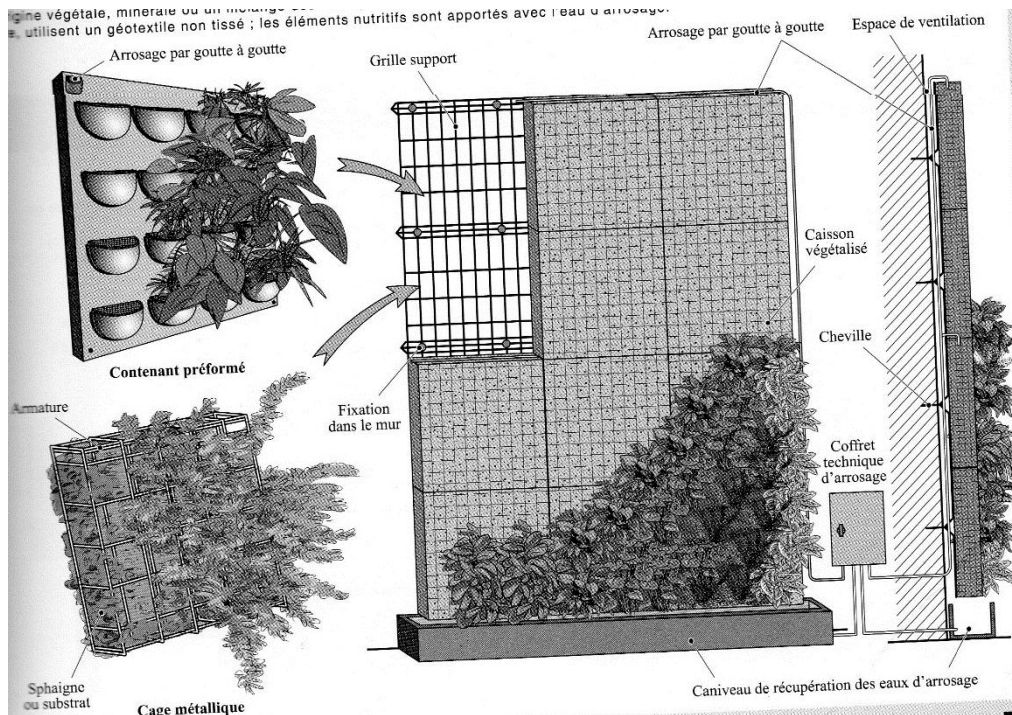 gine végétale, minérale ou un mélange
utilisent un géotextile non tissé ; les éléments nutritifs sont apportés avec l'eau d'arrosage.
Arrosage par goutte à goutte
Grille support
Arrosage par goutte à goutte
Espace de ventilation
Caisson
végétalisé
Cheville
Contenant préformé
Armature
Fixation
dans le mur
Coffret
technique
d'arrosage
Sphaigne
ou substrat
Cage métallique
Caniveau de récupération des eaux d'arrosage